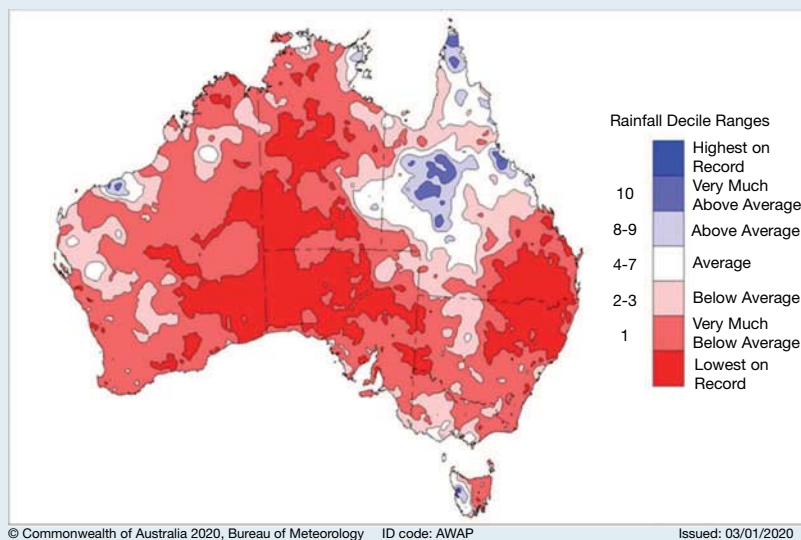 Rainfall Decile Ranges
Highest on
Record
10
Very Much
Above Average
8-9
Above Average
4-7
Average
2-3
Below Average
1
Very Much
Below Average
Lowest on
Record
© Commonwealth of Australia 2020, Bureau of Meteorology ID code: AWAP Issued: 03/01/2020